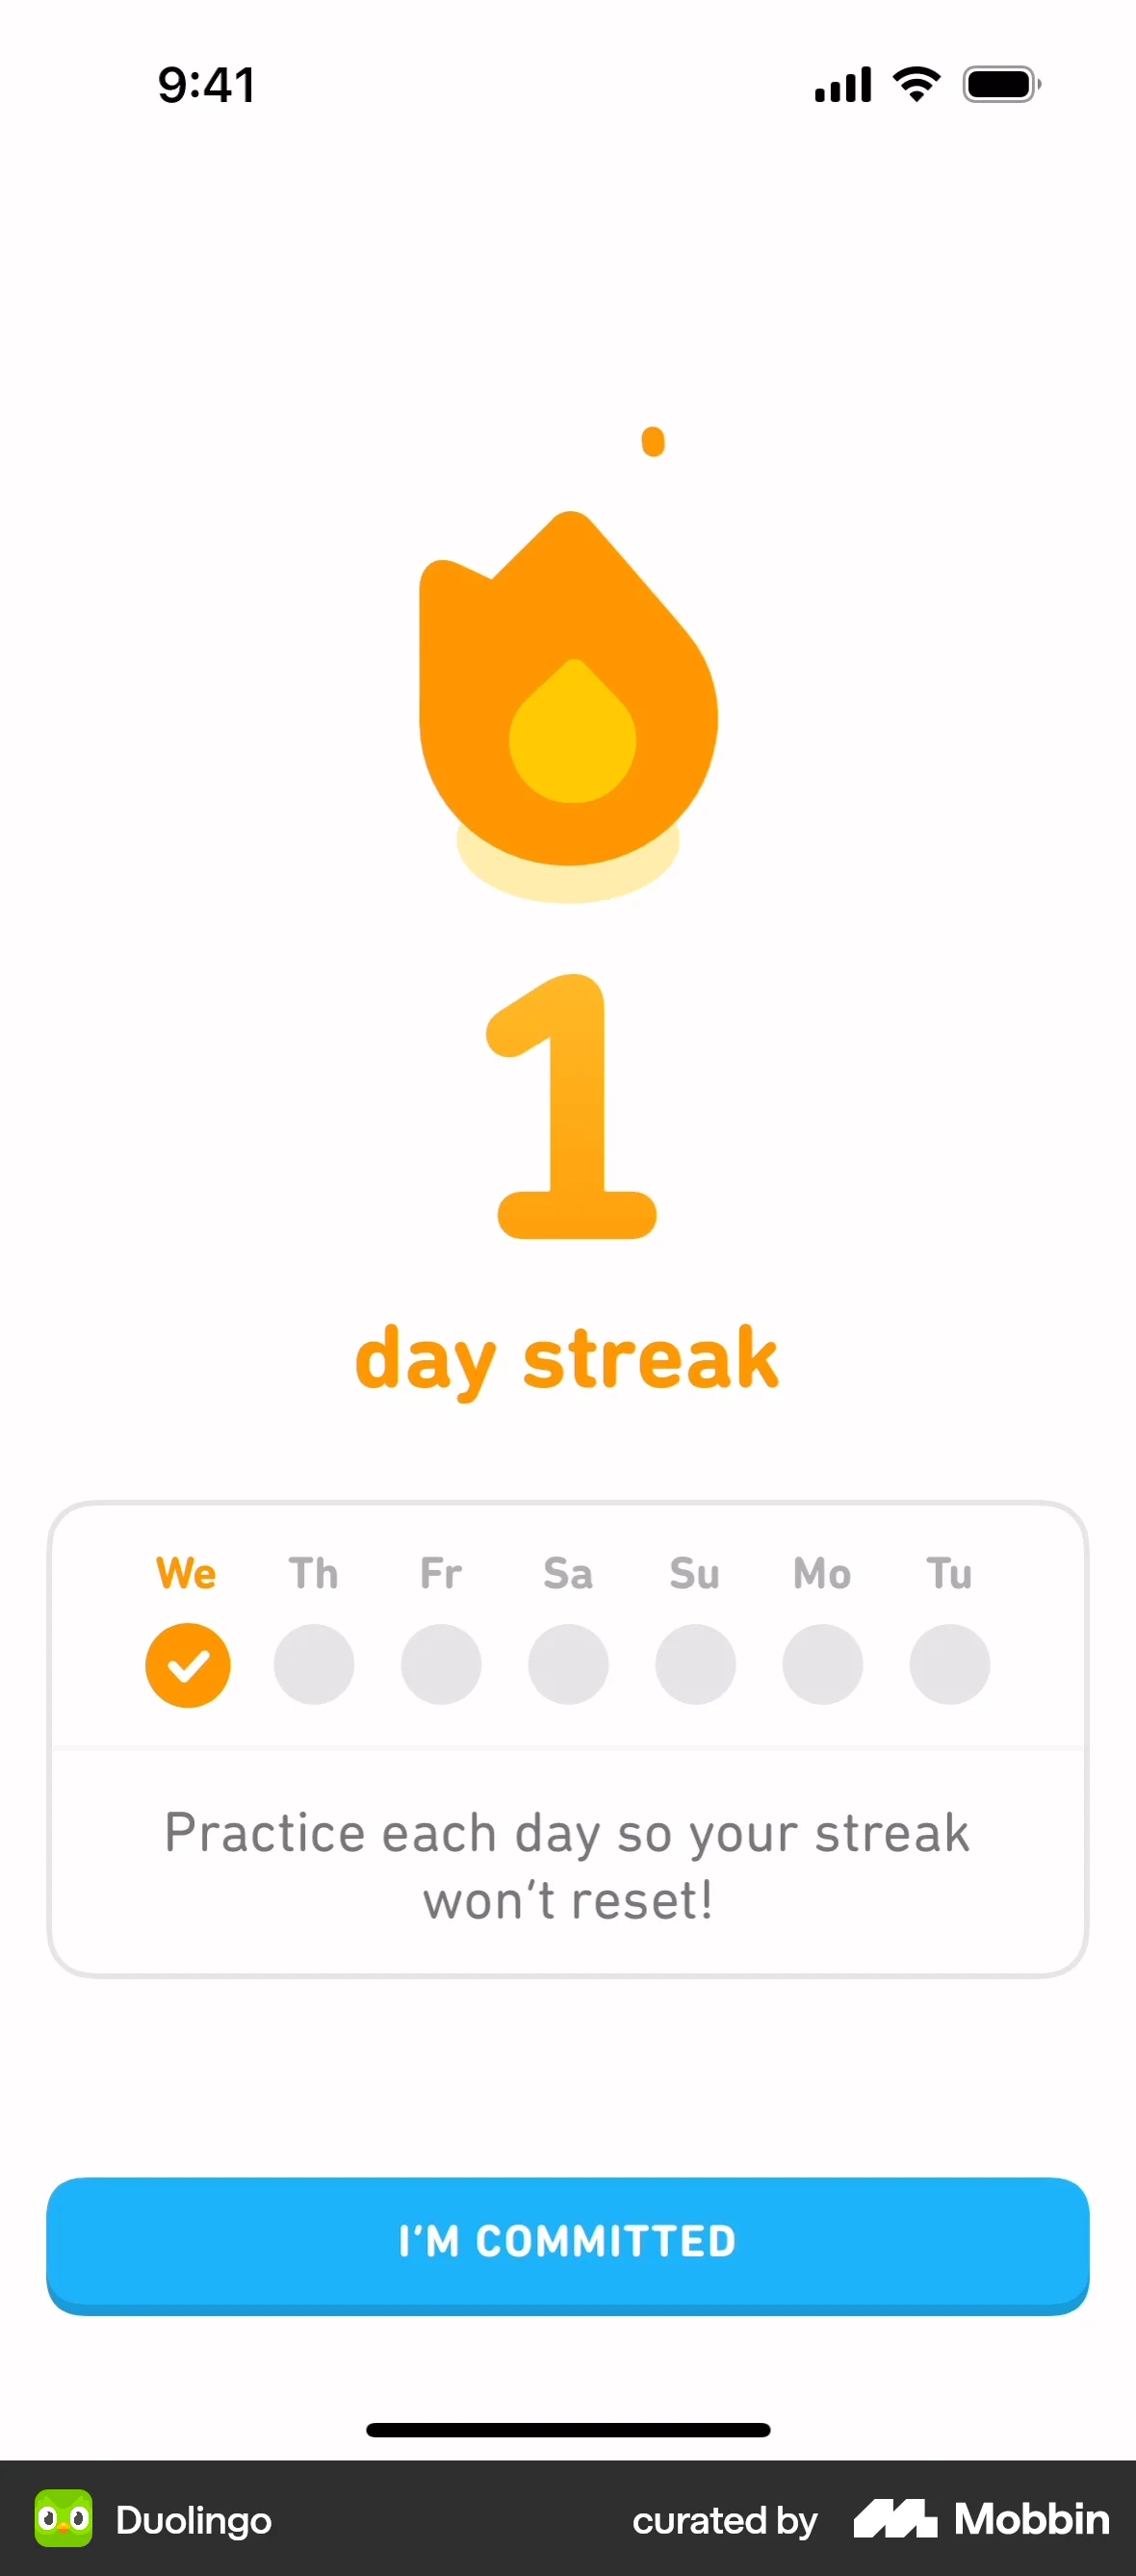 9:41
1
day streak
We Th Fr Sa Su Mo Tu
Practice each day so your streak
won't reset!
I'M COMMITTED
Duolingo curated by Mobbin